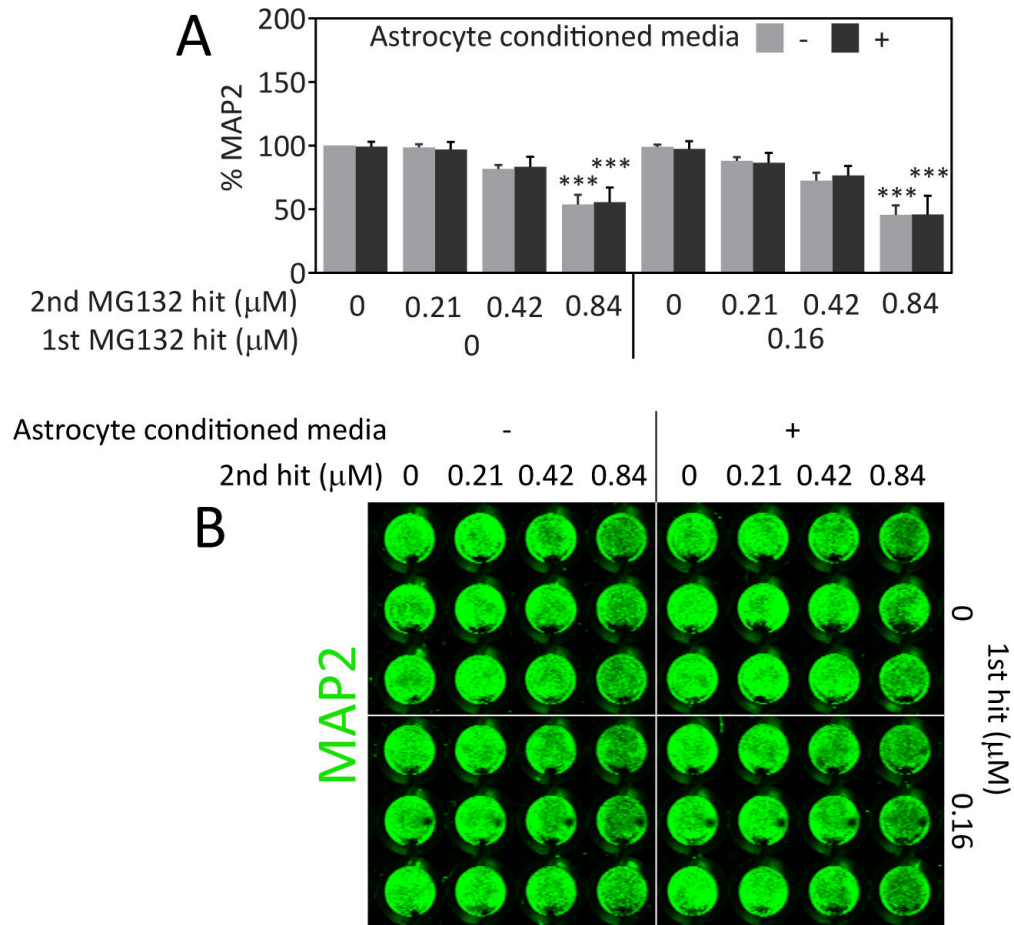 A
200
Astrocyte conditioned media - +
150
100
50
0
% MAP2
*** *** *** ***
2nd MG132 hit (μM) 0 0.21 0.42 0.84 0 0.21 0.42 0.84
1st MG132 hit (μM) 0 0.16
Astrocyte conditioned media - +
2nd hit (μM) 0 0.21 0.42 0.84 0 0.21 0.42 0.84
B
MAP2
0
0.16
1st hit (μM)